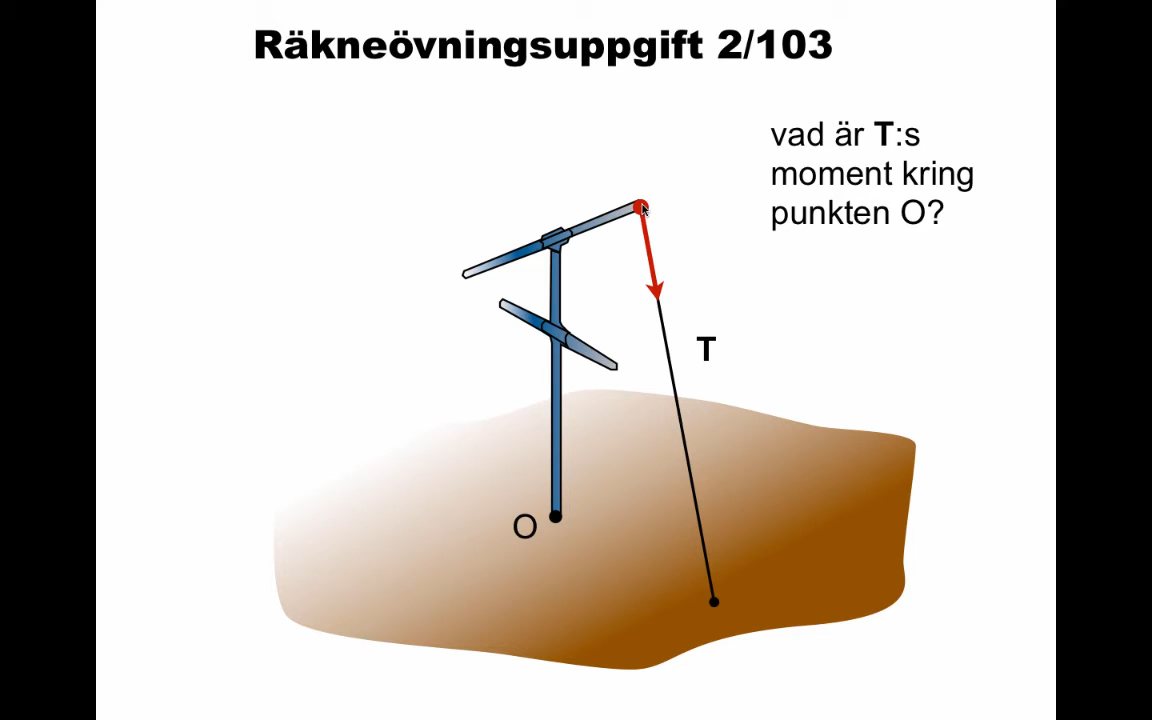 Räkneövningsuppgift 2/103
vad är T:s
moment kring
punkten O?
T
O